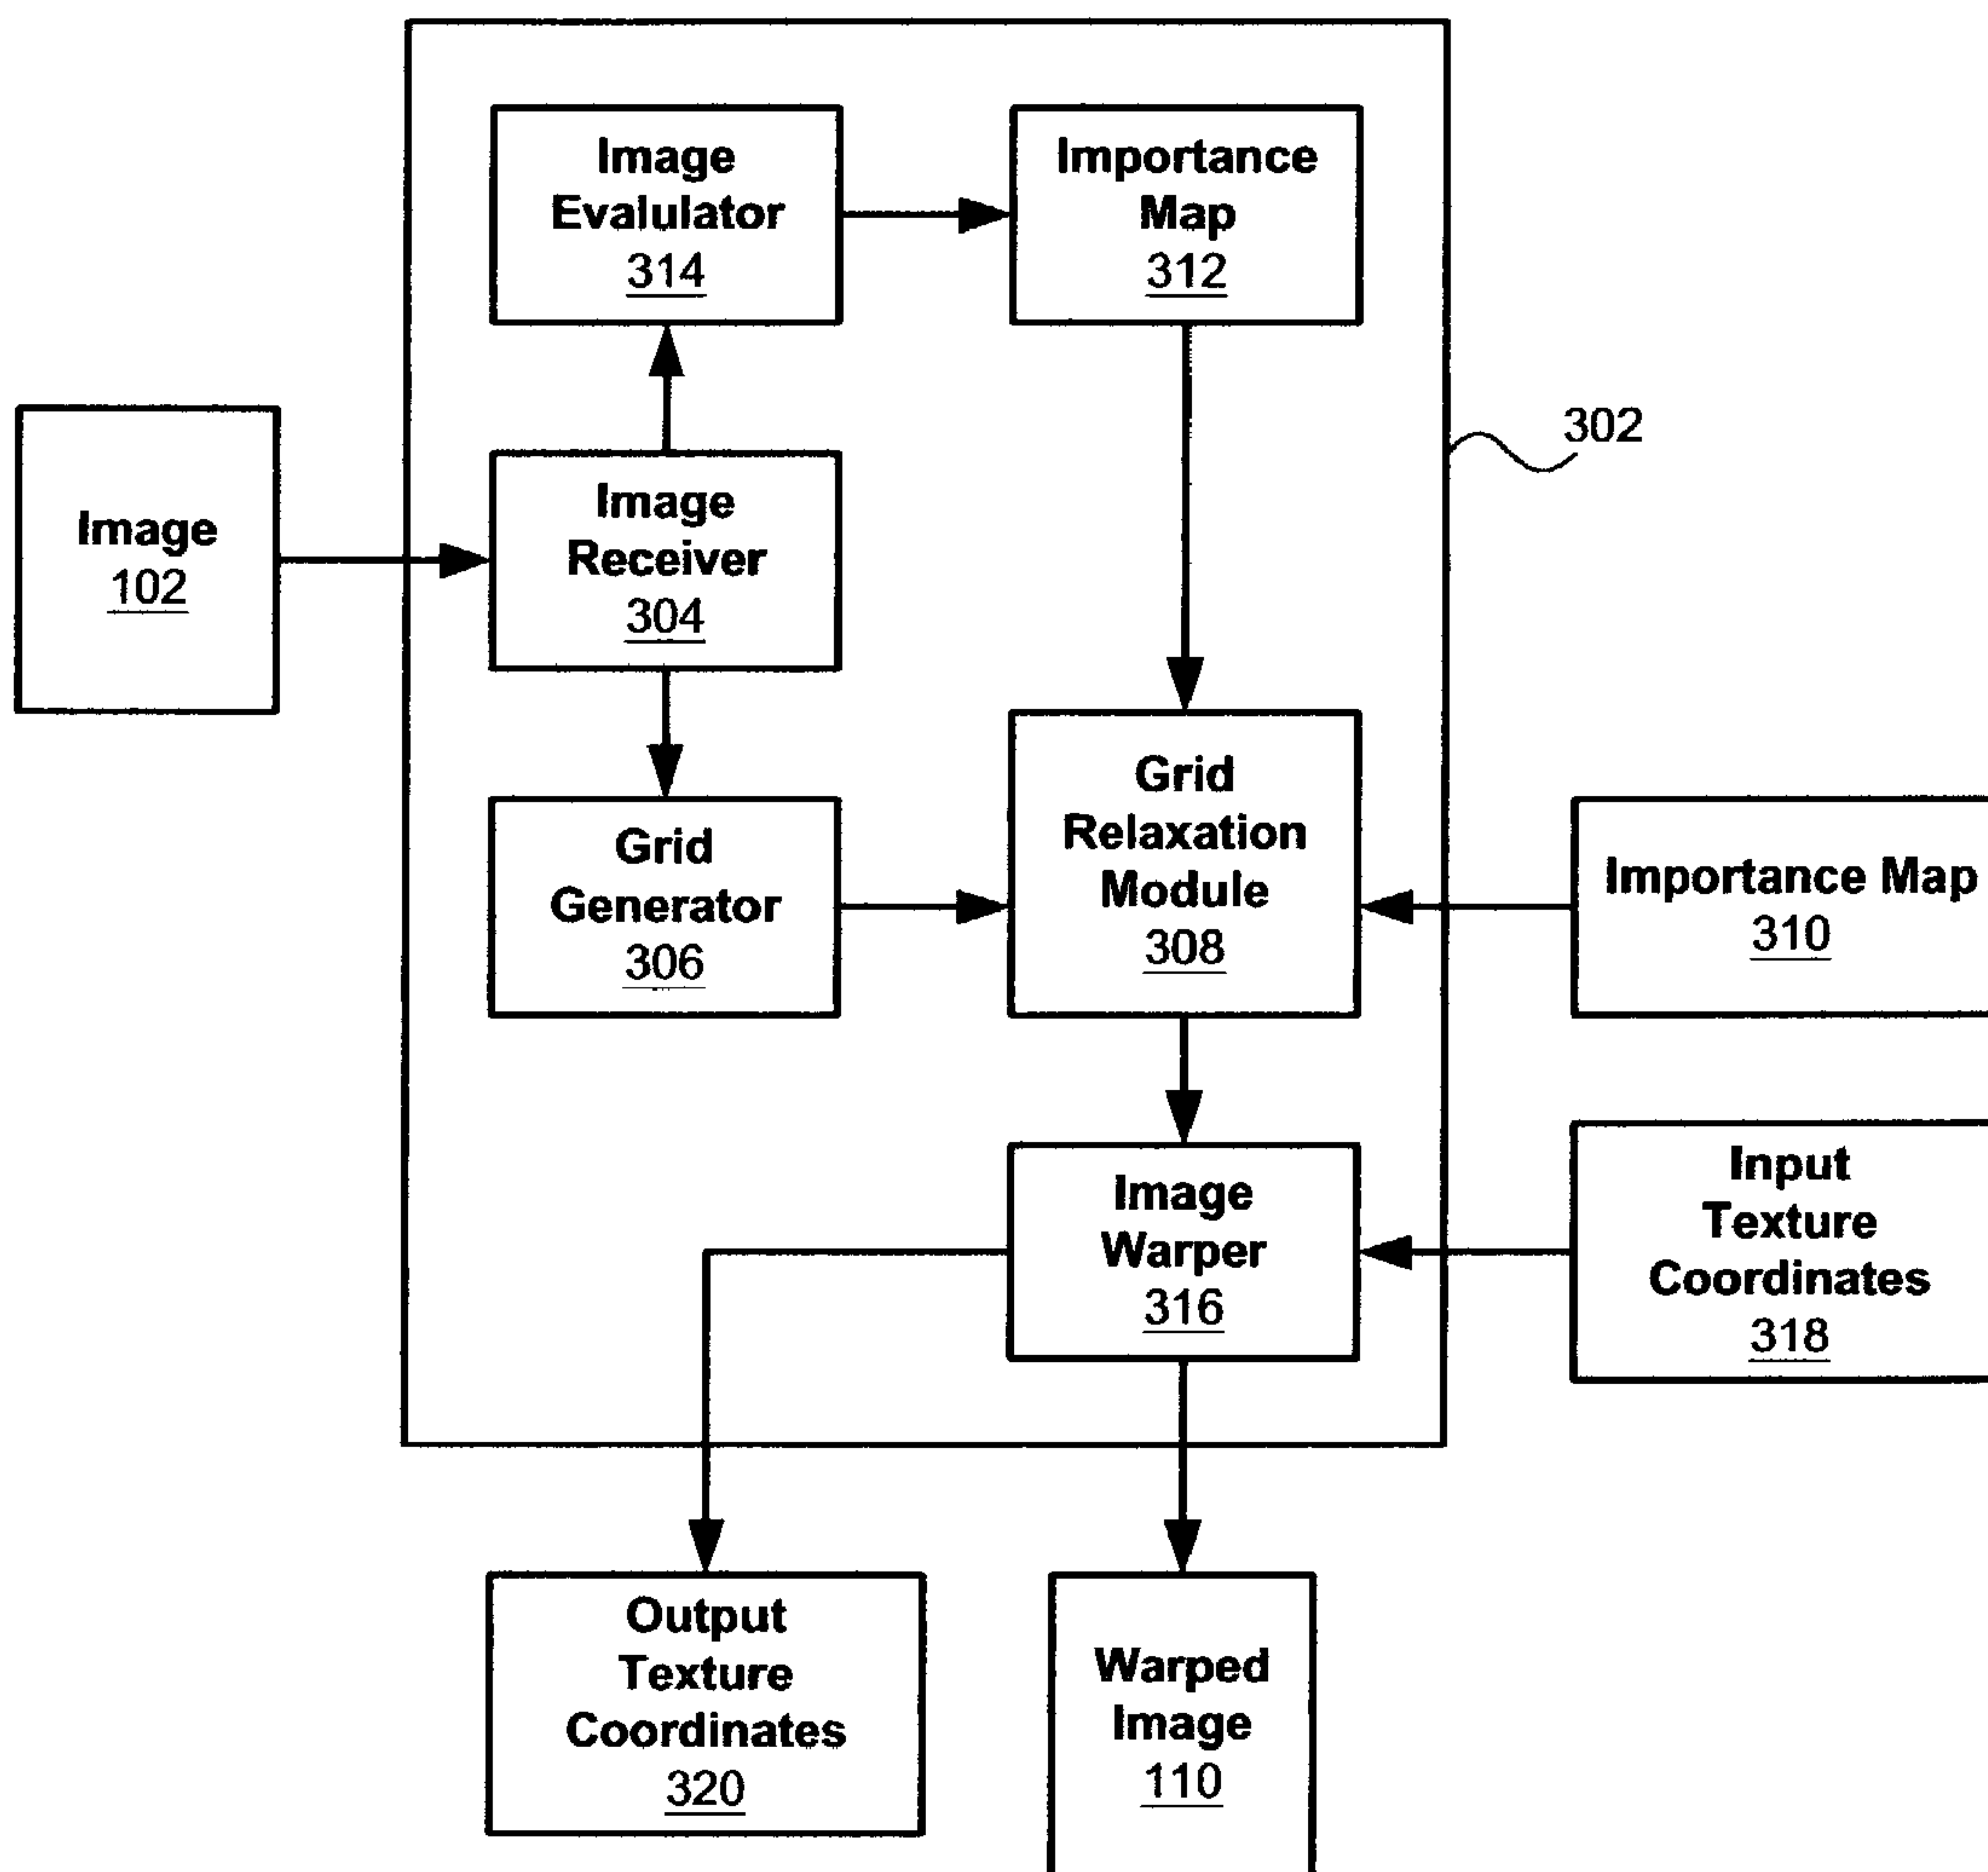 Image
Evalulator
314
Importance
Map
312
302
Image
102
Image
Receiver
304
Grid
Generator
306
Grid
Relaxation
Module
308
Importance Map
310
Image
Warper
316
Input
Texture
Coordinates
318
Output
Texture
Coordinates
320
Warped
Image
110